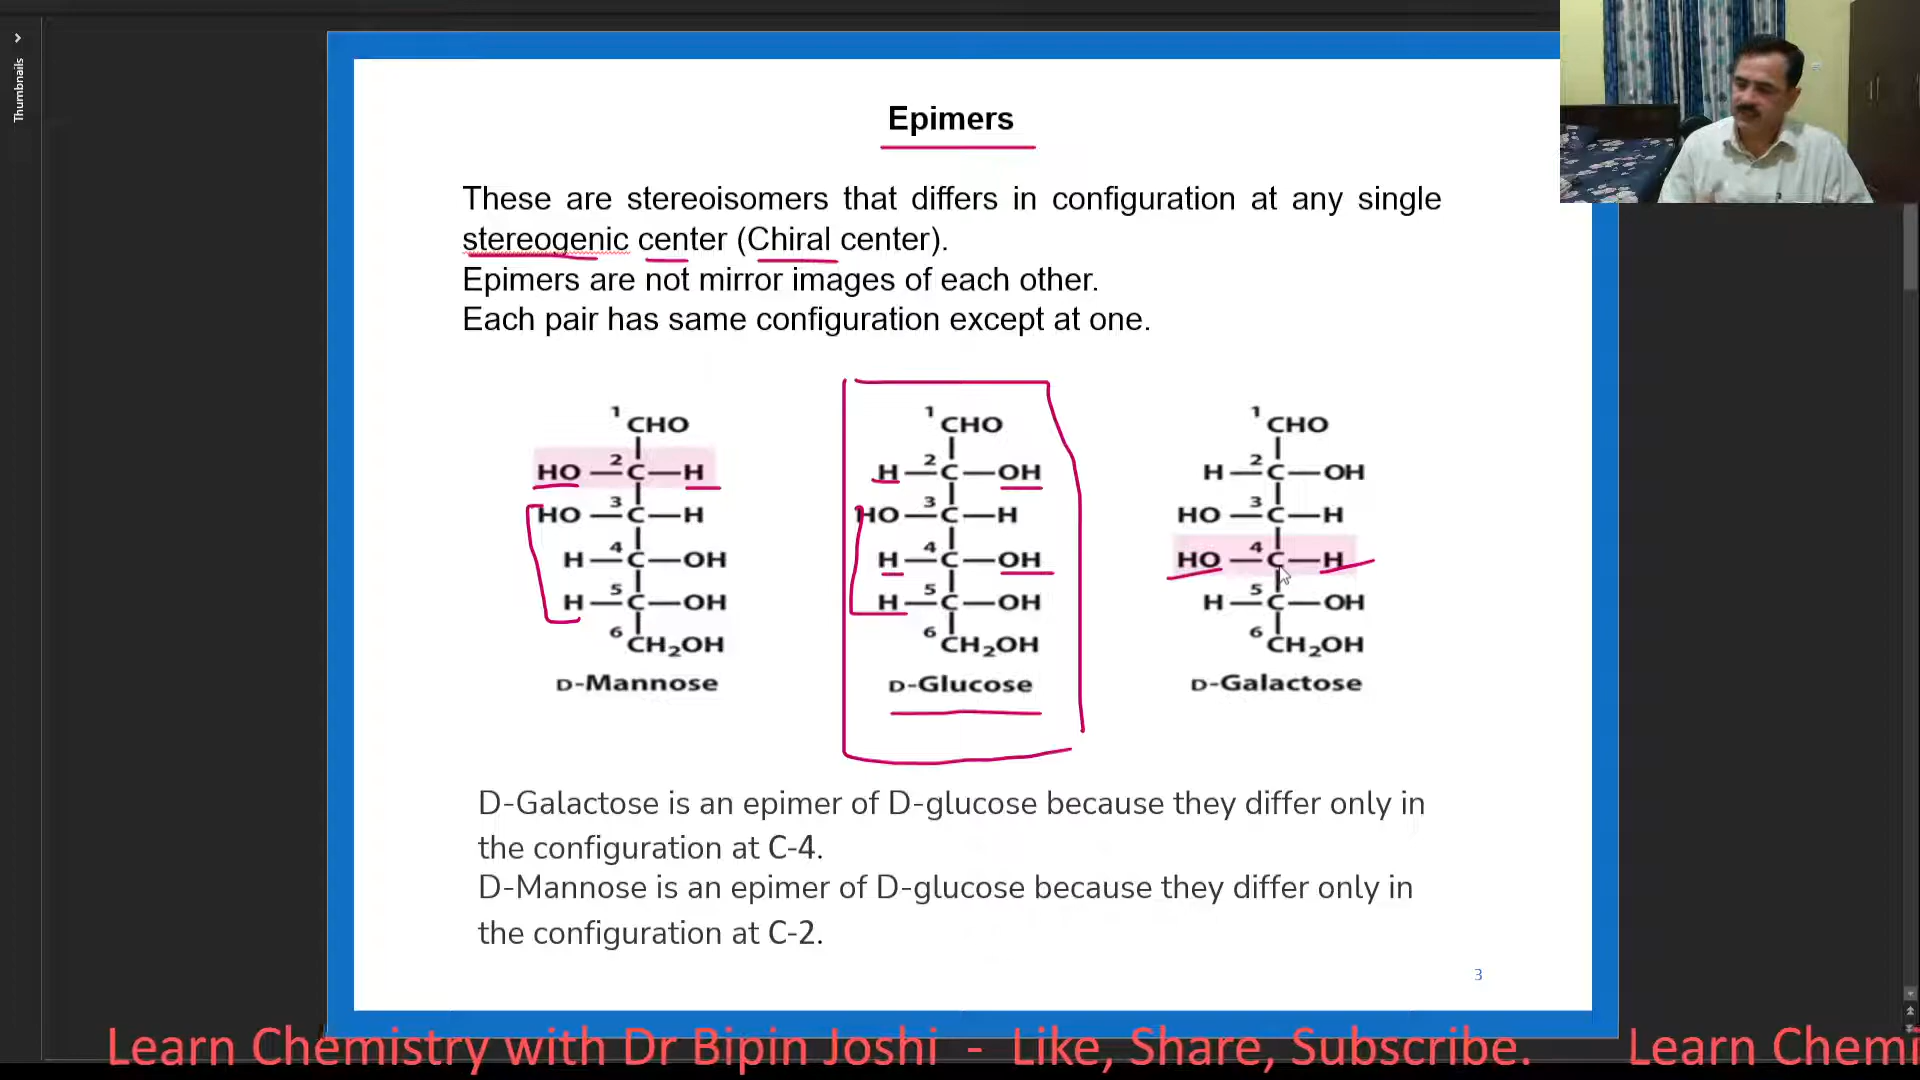 Thumbnails
Epimers
These are stereoisomers that differs in configuration at any single
stereogenic center (Chiral center).
Epimers are not mirror images of each other.
Each pair has same configuration except at one.
1 CHO
HO 2 C H
HO 3 C H
H 4 C OH
H 5 C OH
6 CH2OH
D-Mannose
1 CHO
H 2 C OH
HO 3 C H
H 4 C OH
H 5 C OH
6 CH2OH
D-Glucose
1 CHO
H 2 C OH
HO 3 C H
HO 4 C H
H 5 C OH
6 CH2OH
D-Galactose
D-Galactose is an epimer of D-glucose because they differ only in
the configuration at C-4.
D-Mannose is an epimer of D-glucose because they differ only in
the configuration at C-2.
3
Learn Chemistry with Dr Bipin Joshi - Like, Share, Subscribe. Learn Chemi